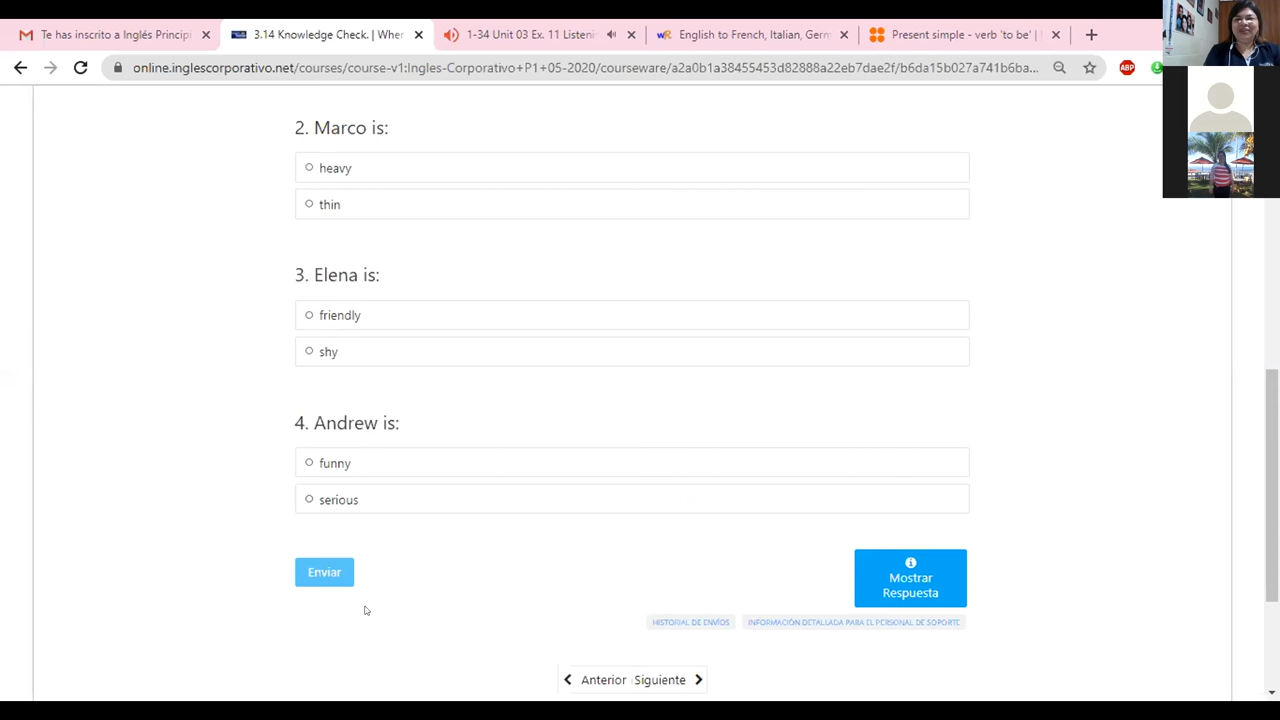 Te has inscrito a Inglés Principi
3.14 Knowledge Check. | Wher
1-34 Unit 03 Ex. 11 Listenin
English to French, Italian, Germ
Present simple - verb 'to be' |
online.inglescorporativo.net/courses/course-v1:Ingles-Corporativo+P1+05-2020/courseware/a2a0b1a38455453d82888a22eb7dae2f/b6da15b027a741b6ba...
ABP
2. Marco is:
heavy
thin
3. Elena is:
friendly
shy
4. Andrew is:
funny
serious
Enviar
Mostrar
Respuesta
HISTORIAL DE ENVÍOS
INFORMACIÓN DETALLADA PARA EL PERSONAL DE SOPORTE
Anterior
Siguiente